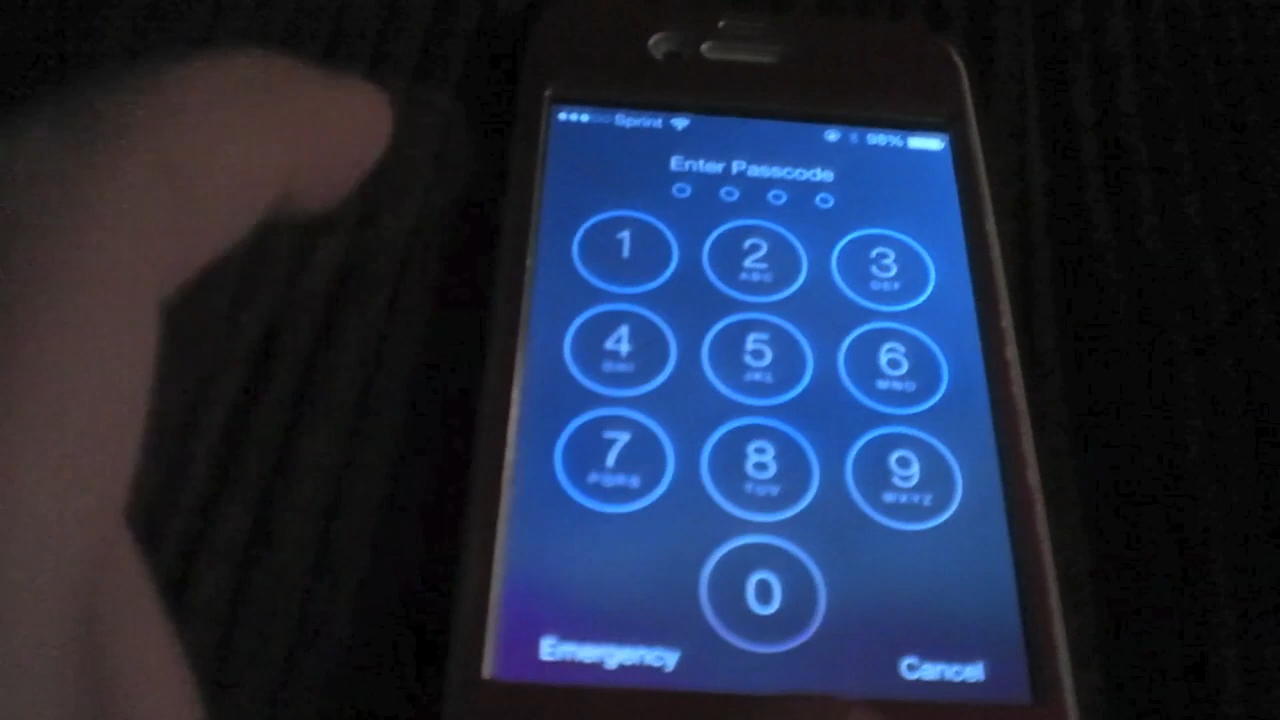 Sprint 98%
Enter Passcode
1 2 3
ABC DEF
4 5 6
GHI JKL MNO
7 8 9
PQRS TUV WXYZ
0
Emergency Cancel